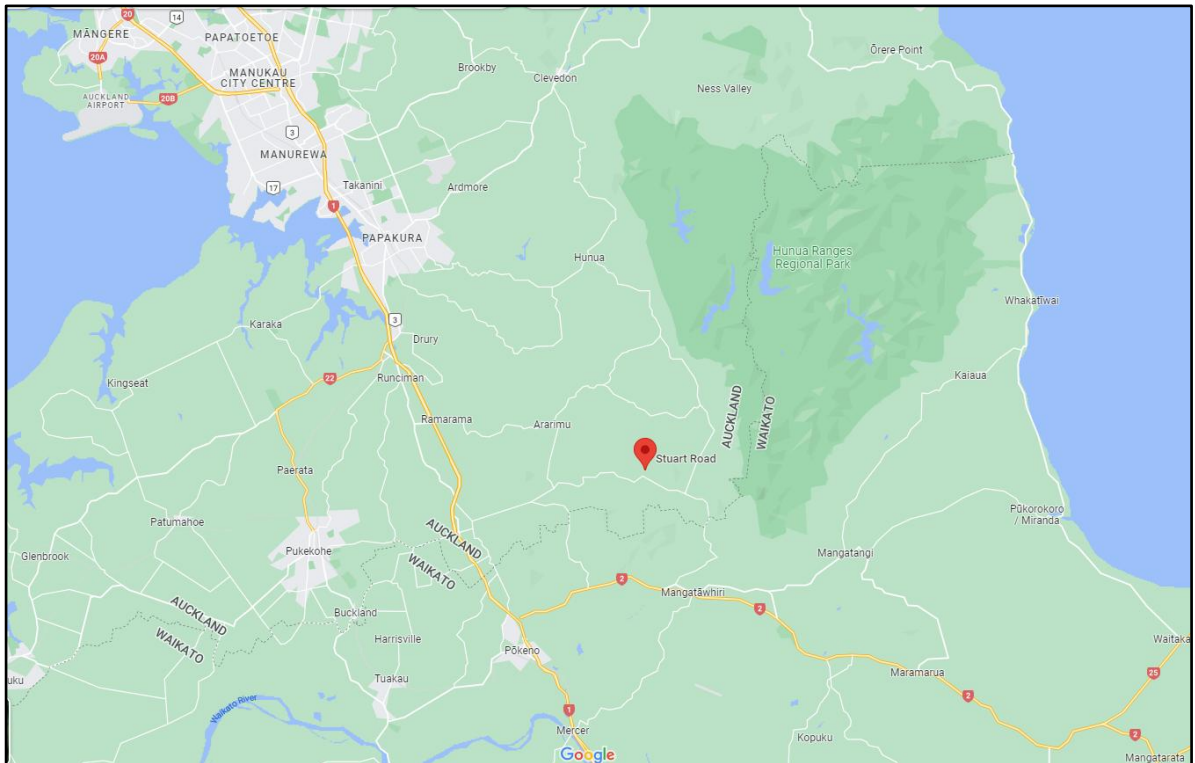 20
14
MĀNGERE
PAPATOETOE
Ōrere Point
20A
MANUKAU
CITY CENTRE
Brookby
Clevedon
Ness Valley
AUCKLAND
AIRPORT
20B
3
MANUREWA
17
Takanini
Ardmore
1
PAPAKURA
Hunua
Hunua Ranges
Regional Park
Whakatīwai
Karaka
3
Drury
Kingseat
22
Runciman
Kaiaua
AUCKLAND
WAIKATO
Ramarama
Ararimu
Stuart Road
Paerata
Patumahoe
Pūkorokoro
/ Miranda
Glenbrook
Pukekohe
AUCKLAND
WAIKATO
Mangatangi
2
Mangatāwhiri
2
AUCKLAND
WAIKATO
Buckland
Harrisville
Pōkeno
Waitaka
uku
Tuakau
Maramarua
25
2
Waikato River
1
Mercer
Kopuku
2
Google
Mangatarata